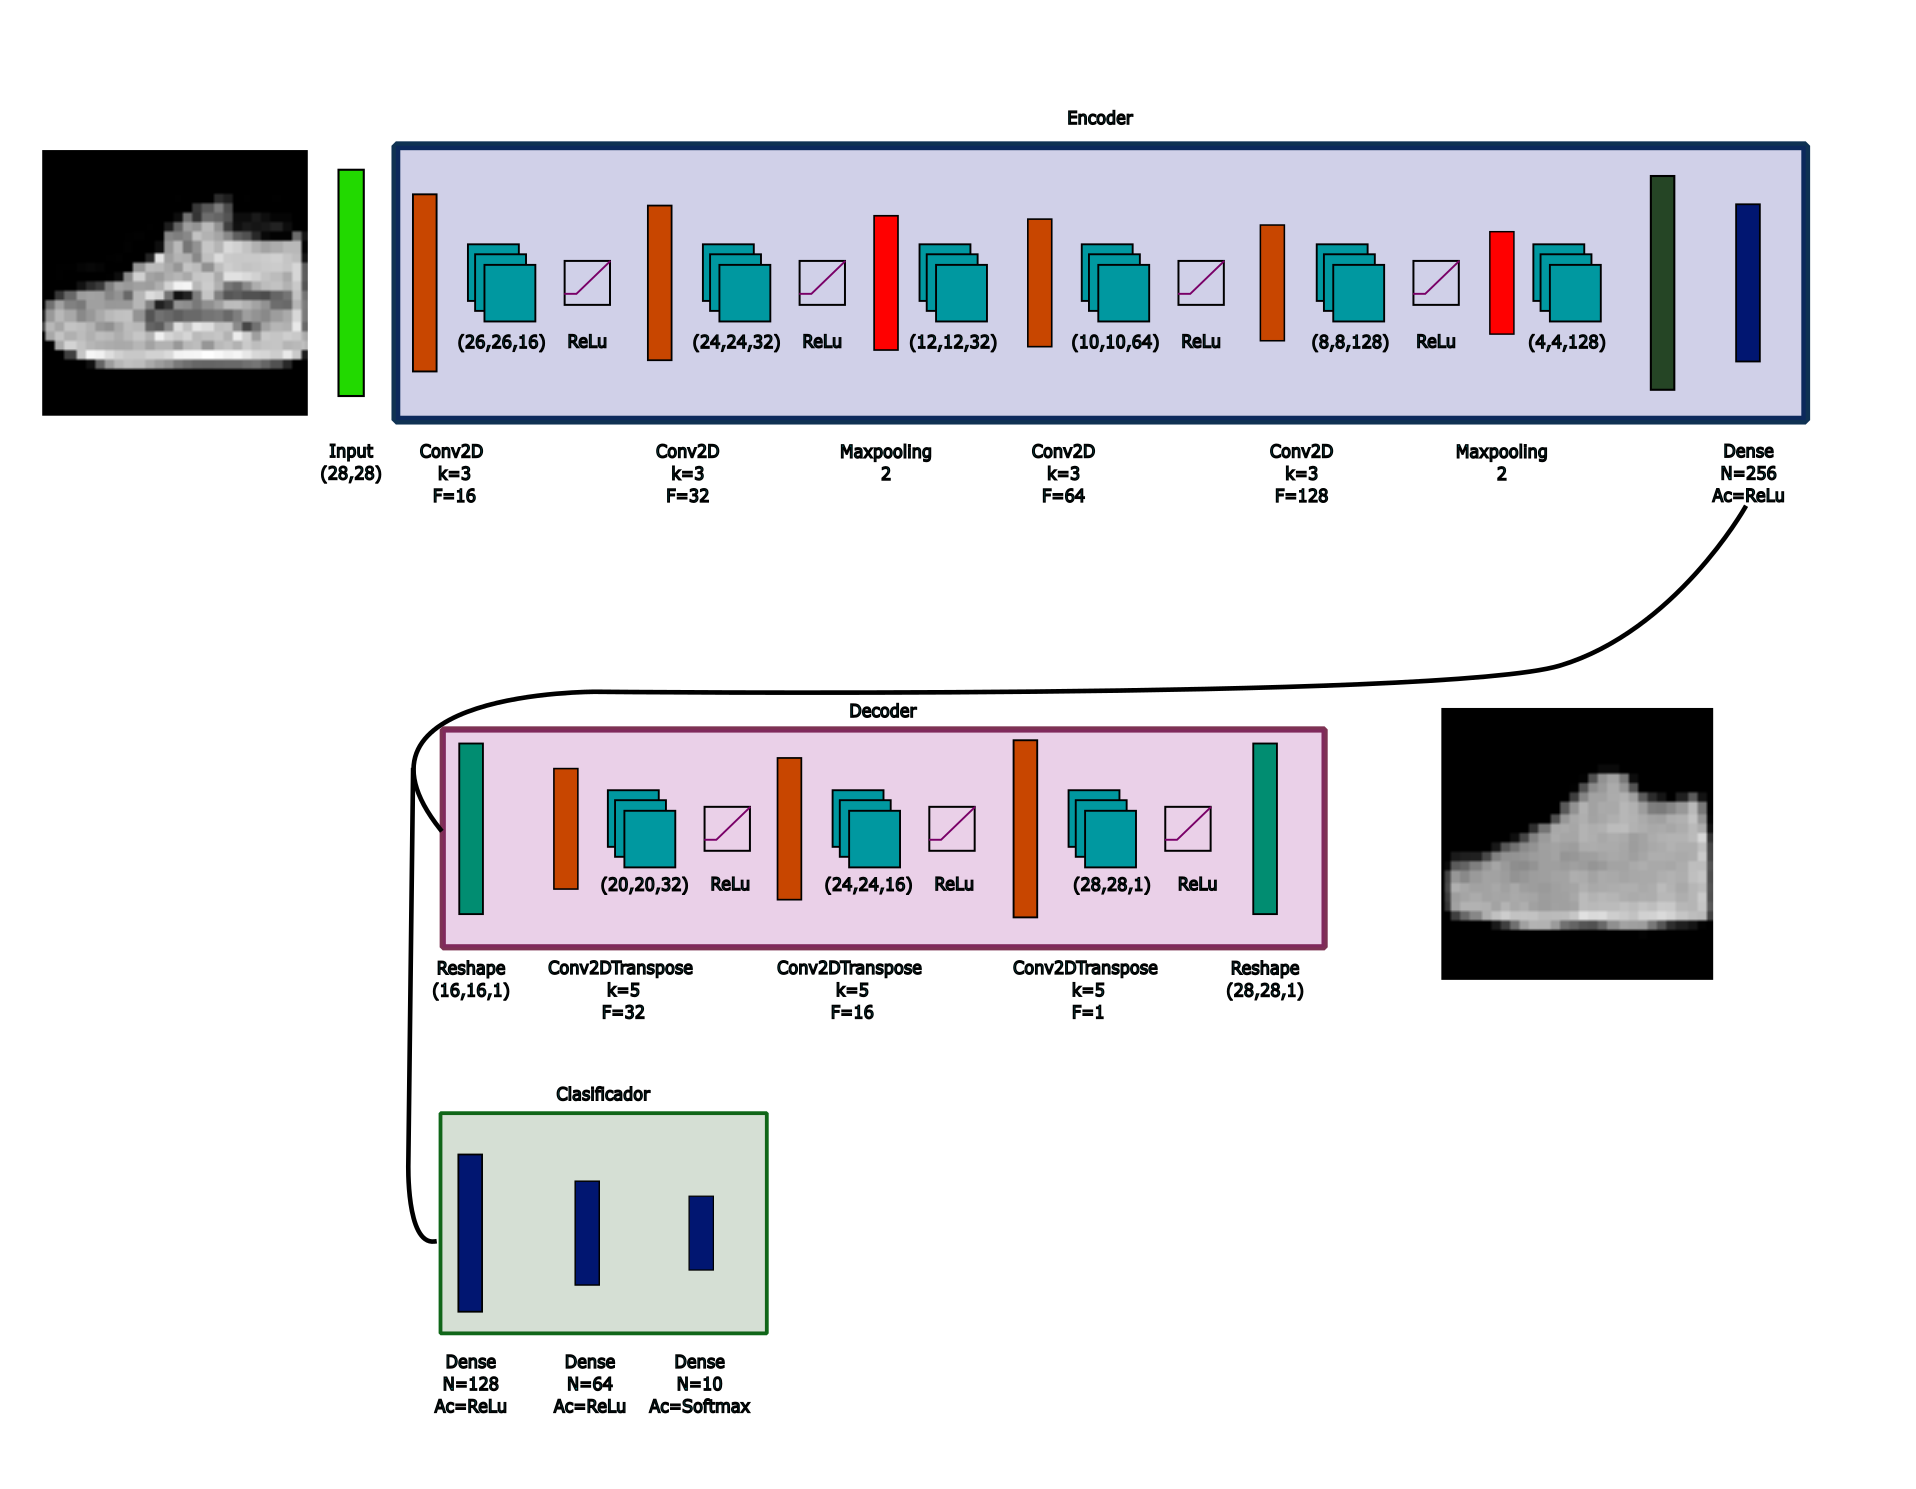 Encoder
(26,26,16)
ReLu
(24,24,32)
ReLu
(12,12,32)
(10,10,64)
ReLu
(8,8,128)
ReLu
(4,4,128)
Input
(28,28)
Conv2D
k=3
F=16
Conv2D
k=3
F=32
Maxpooling
2
Conv2D
k=3
F=64
Conv2D
k=3
F=128
Maxpooling
2
Dense
N=256
Ac=ReLu
Decoder
(20,20,32)
ReLu
(24,24,16)
ReLu
(28,28,1)
ReLu
Reshape
(16,16,1)
Conv2DTranspose
k=5
F=32
Conv2DTranspose
k=5
F=16
Conv2DTranspose
k=5
F=1
Reshape
(28,28,1)
Clasificador
Dense
N=128
Ac=ReLu
Dense
N=64
Ac=ReLu
Dense
N=10
Ac=Softmax